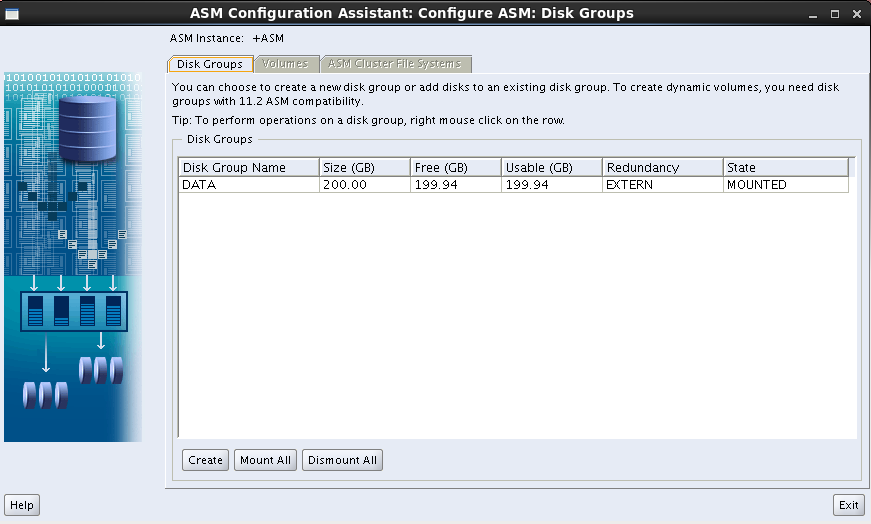 ASM Configuration Assistant: Configure ASM: Disk Groups
ASM Instance: +ASM
Disk Groups Volumes ASM Cluster File Systems
You can choose to create a new disk group or add disks to an existing disk group. To create dynamic volumes, you need disk
groups with 11.2 ASM compatibility.
Tip: To perform operations on a disk group, right mouse click on the row.
Disk Groups
Disk Group Name Size (GB) Free (GB) Usable (GB) Redundancy State
DATA 200.00 199.94 199.94 EXTERN MOUNTED
Create Mount All Dismount All
Help Exit